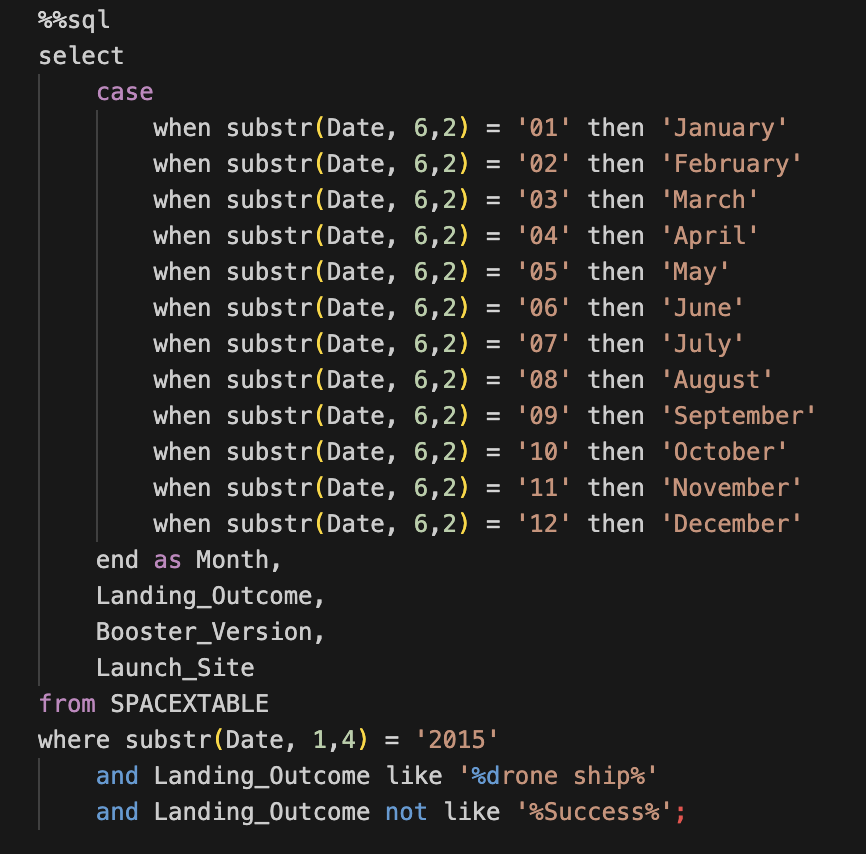 %%sql
select
case
when substr(Date, 6,2) = '01' then 'January'
when substr(Date, 6,2) = '02' then 'February'
when substr(Date, 6,2) = '03' then 'March'
when substr(Date, 6,2) = '04' then 'April'
when substr(Date, 6,2) = '05' then 'May'
when substr(Date, 6,2) = '06' then 'June'
when substr(Date, 6,2) = '07' then 'July'
when substr(Date, 6,2) = '08' then 'August'
when substr(Date, 6,2) = '09' then 'September'
when substr(Date, 6,2) = '10' then 'October'
when substr(Date, 6,2) = '11' then 'November'
when substr(Date, 6,2) = '12' then 'December'
end as Month,
Landing_Outcome,
Booster_Version,
Launch_Site
from SPACEXTABLE
where substr(Date, 1,4) = '2015'
and Landing_Outcome like '%drone ship%'
and Landing_Outcome not like '%Success%';